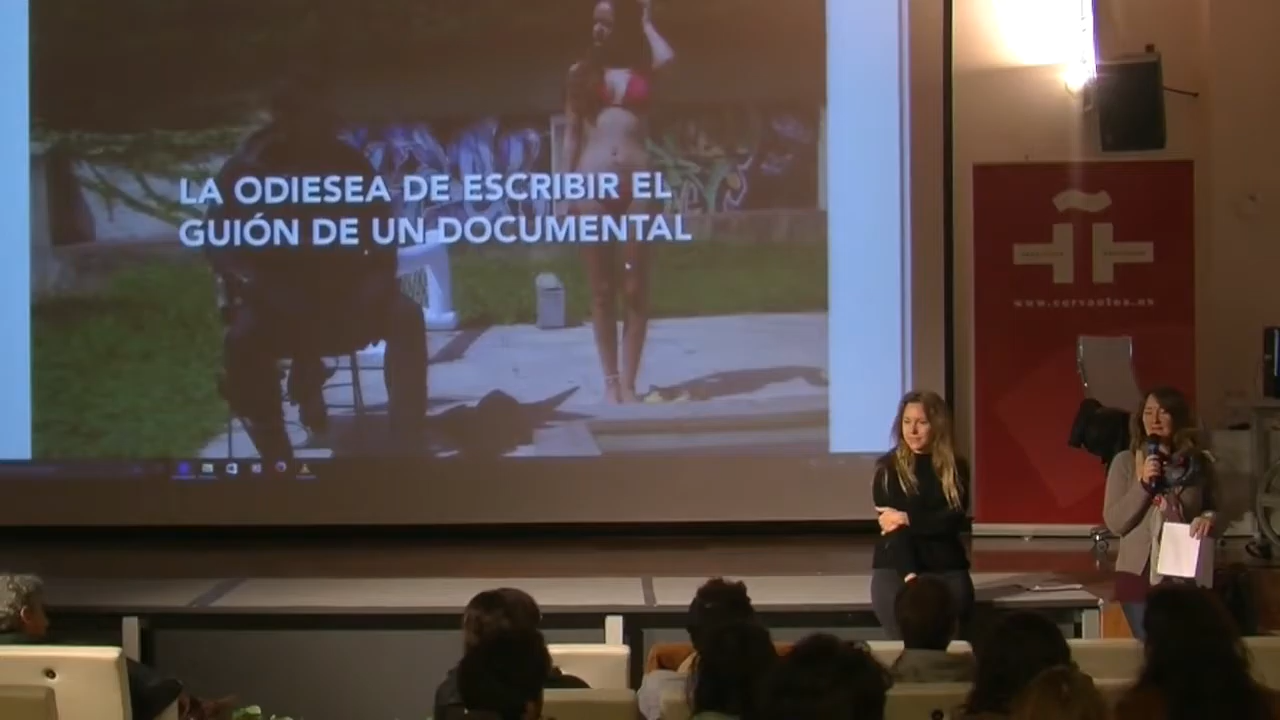 LA ODIESEA DE ESCRIBIR EL
GUIÓN DE UN DOCUMENTAL
www.cervantes.es